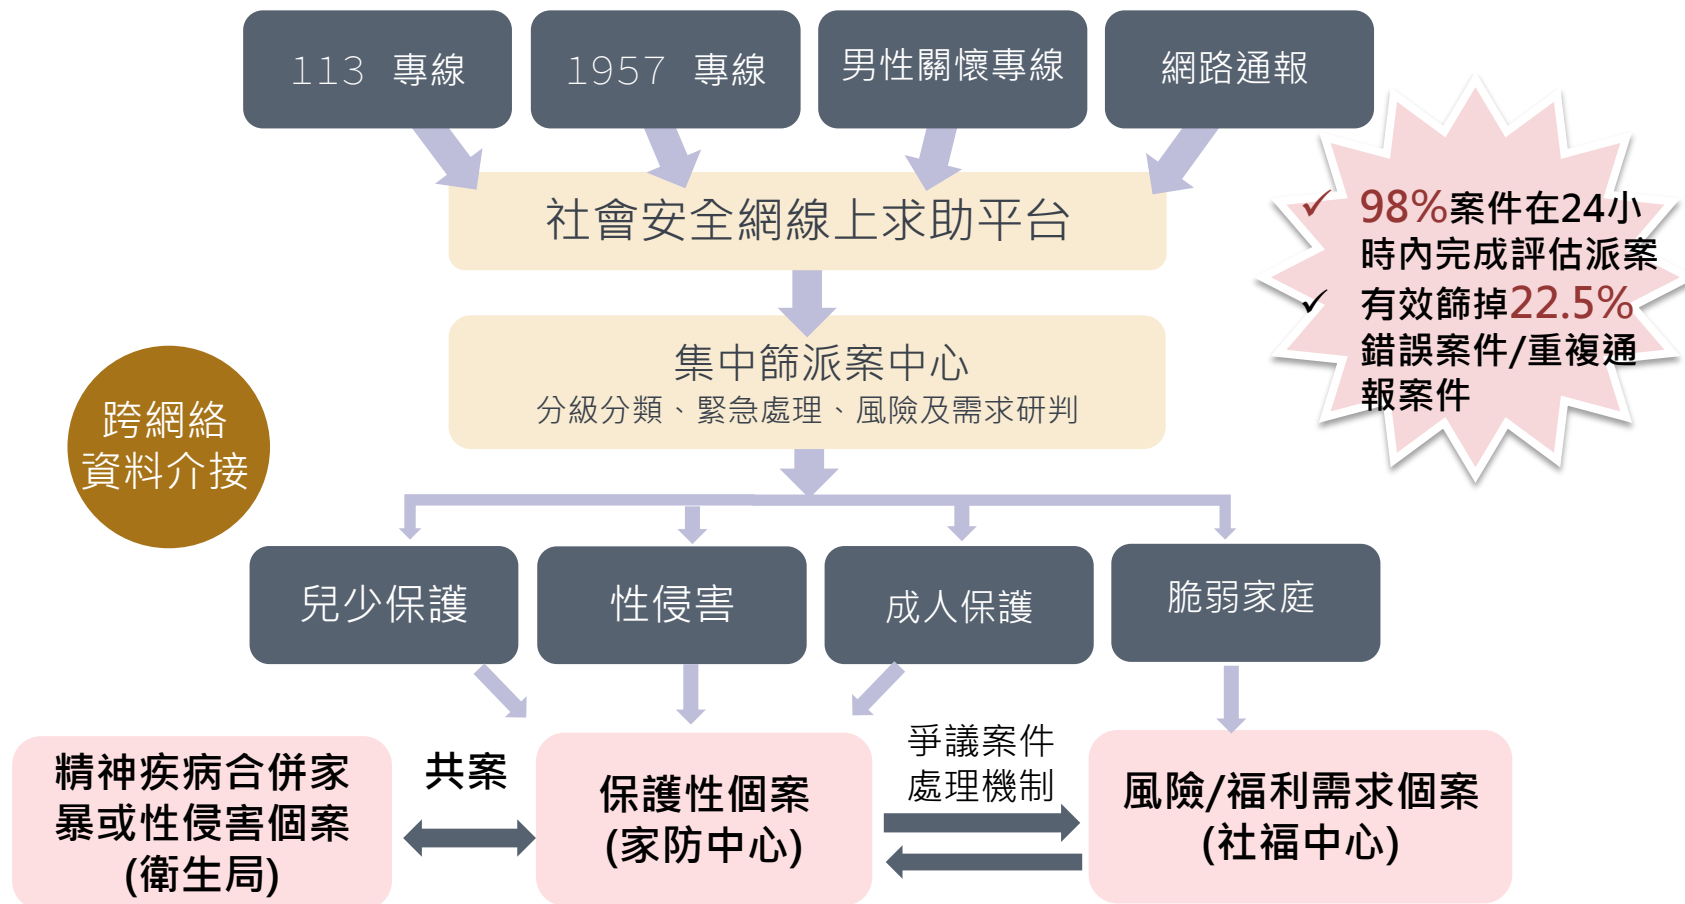 113 專線
1957 專線
男性關懷專線
網路通報
社會安全網線上求助平台
✓ 98%案件在24小
時內完成評估派案
✓ 有效篩掉22.5%
錯誤案件/重複通
報案件
集中篩派案中心
分級分類、緊急處理、風險及需求研判
跨網絡
資料介接
兒少保護
性侵害
成人保護
脆弱家庭
精神疾病合併家
暴或性侵害個案
(衛生局)
共案
保護性個案
(家防中心)
爭議案件
處理機制
風險/福利需求個案
(社福中心)